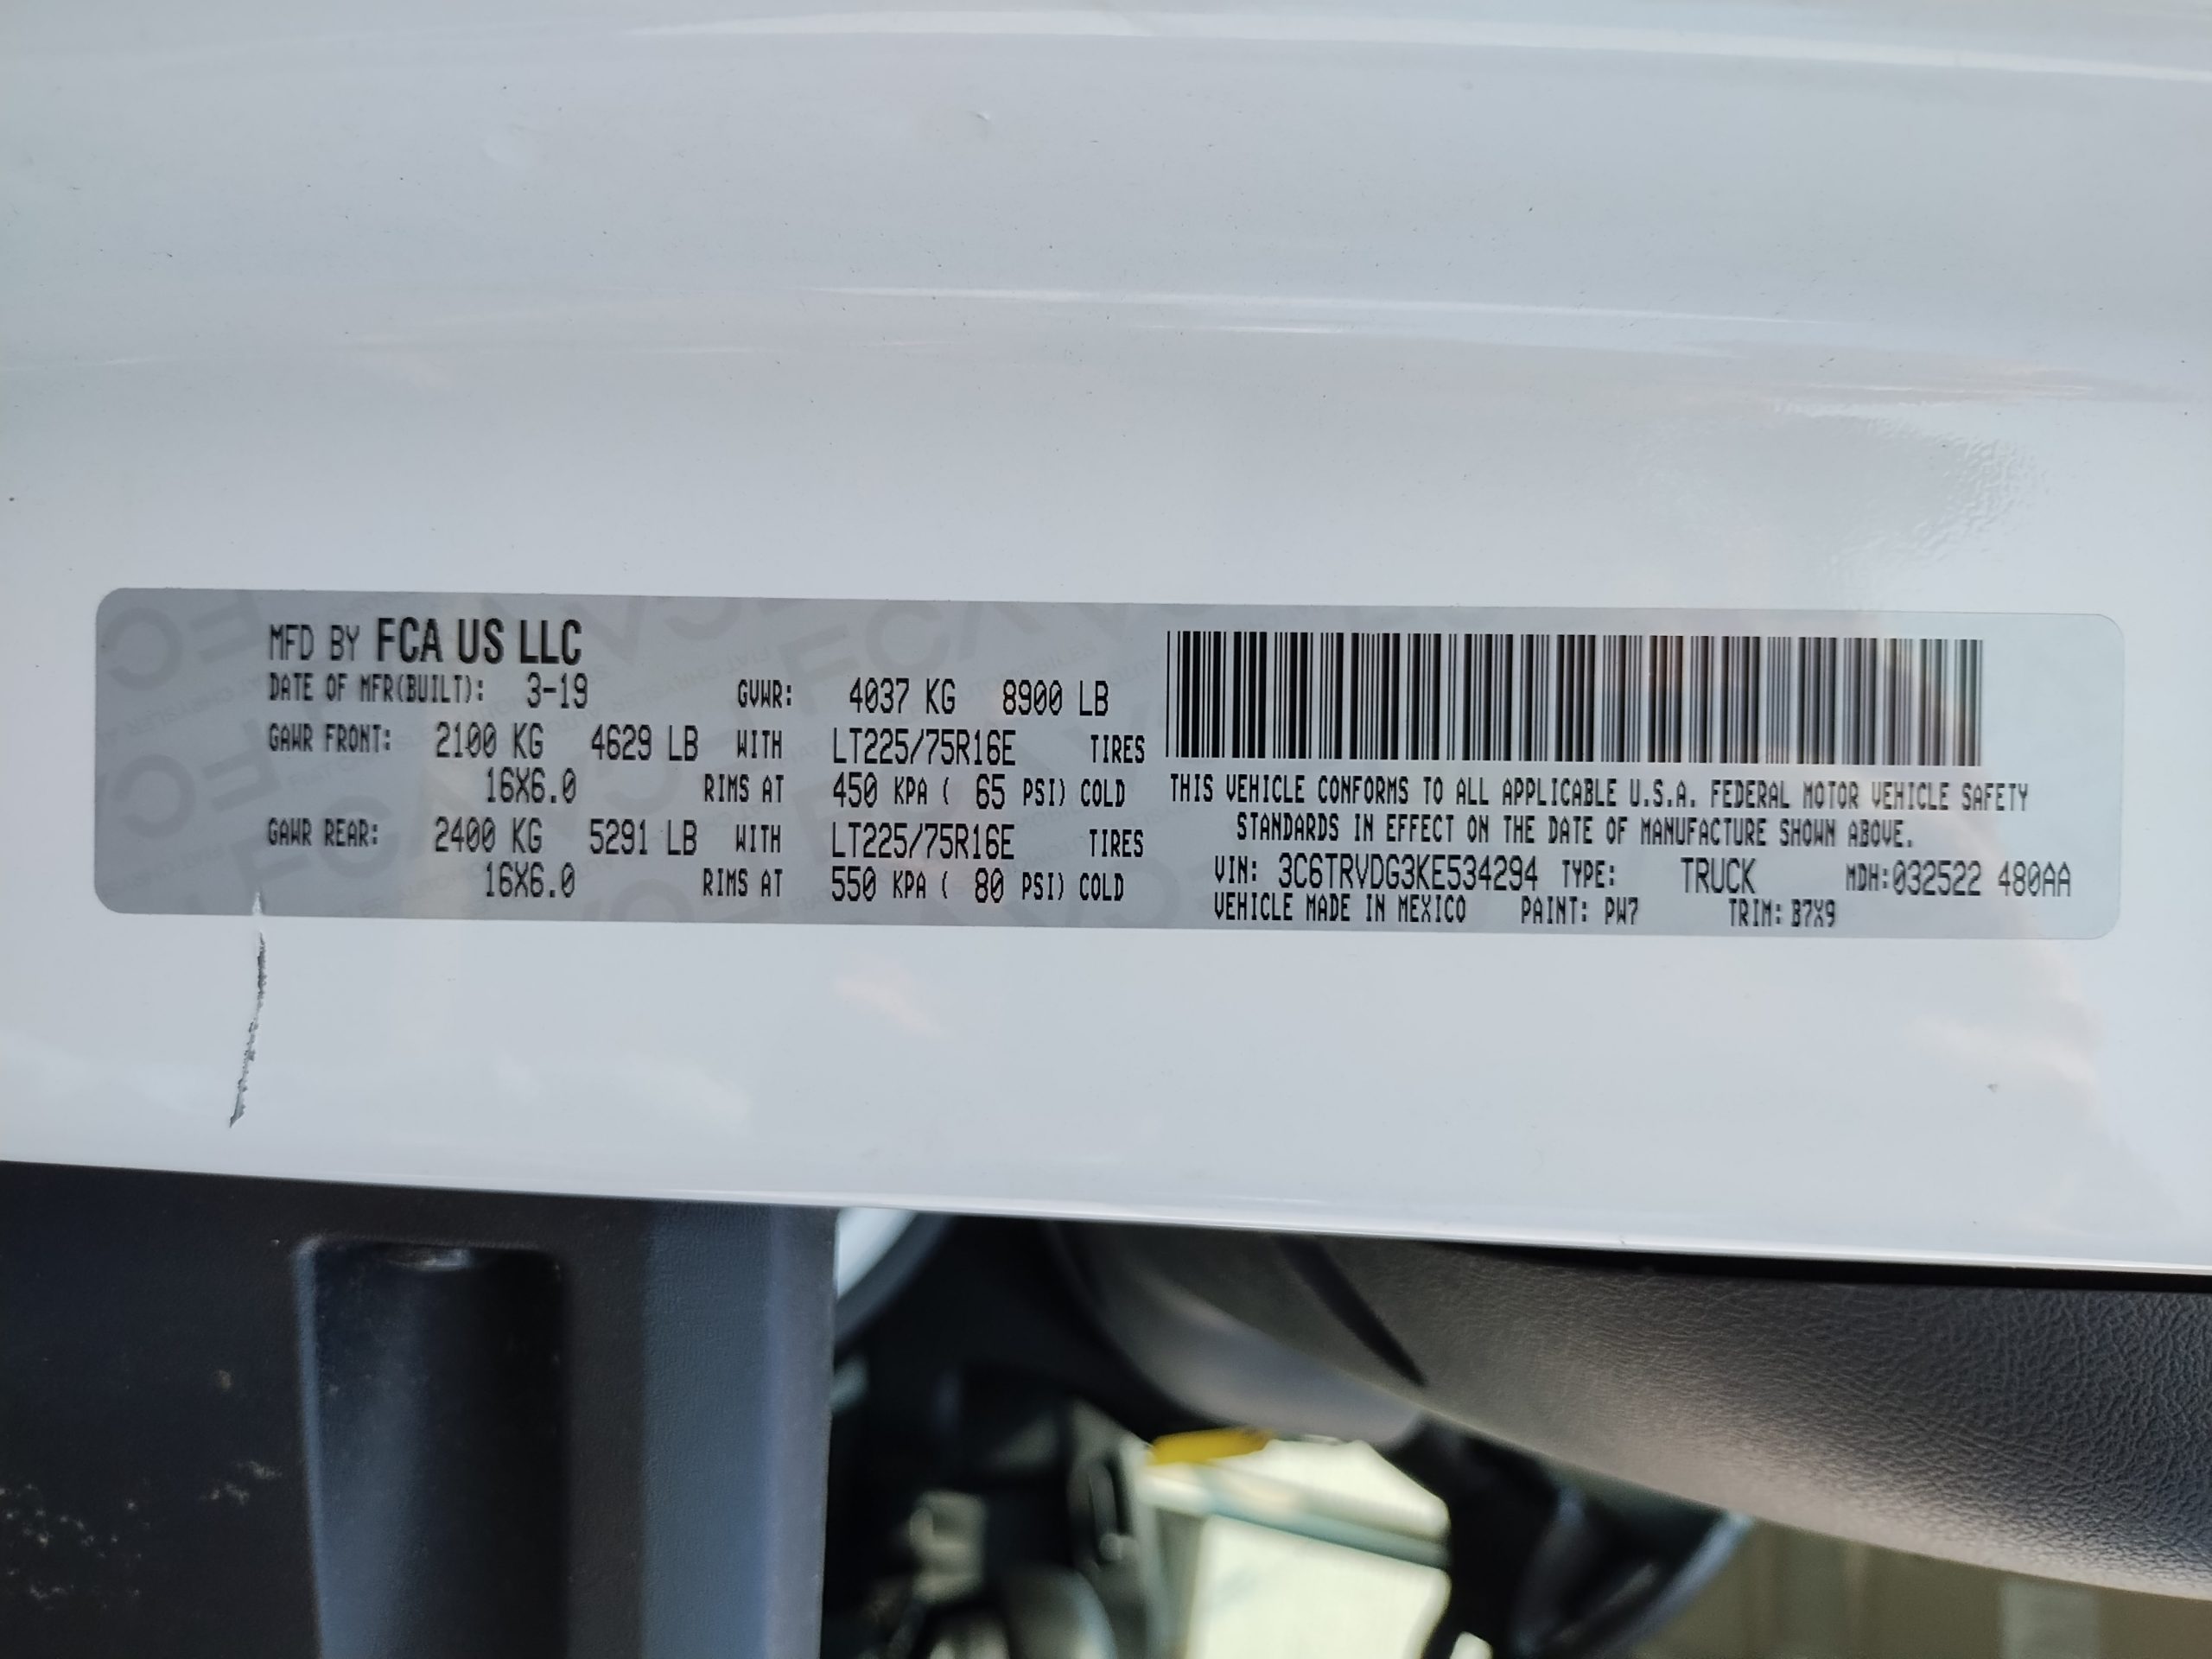 MFD BY FCA US LLC
DATE OF MFR(BUILT): 3-19 GVWR: 4037 KG 8900 LB
GAWR FRONT: 2100 KG 4629 LB WITH LT225/75R16E TIRES
16X6.0 RIMS AT 450 KPA ( 65 PSI) COLD
GAWR REAR: 2400 KG 5291 LB WITH LT225/75R16E TIRES
16X6.0 RIMS AT 550 KPA ( 80 PSI) COLD
THIS VEHICLE CONFORMS TO ALL APPLICABLE U.S.A. FEDERAL MOTOR VEHICLE SAFETY
STANDARDS IN EFFECT ON THE DATE OF MANUFACTURE SHOWN ABOVE.
VIN: 3C6TRVDG3KE534294 TYPE: TRUCK MDH:032522 480AA
VEHICLE MADE IN MEXICO PAINT: PW7 TRIM: B7X9